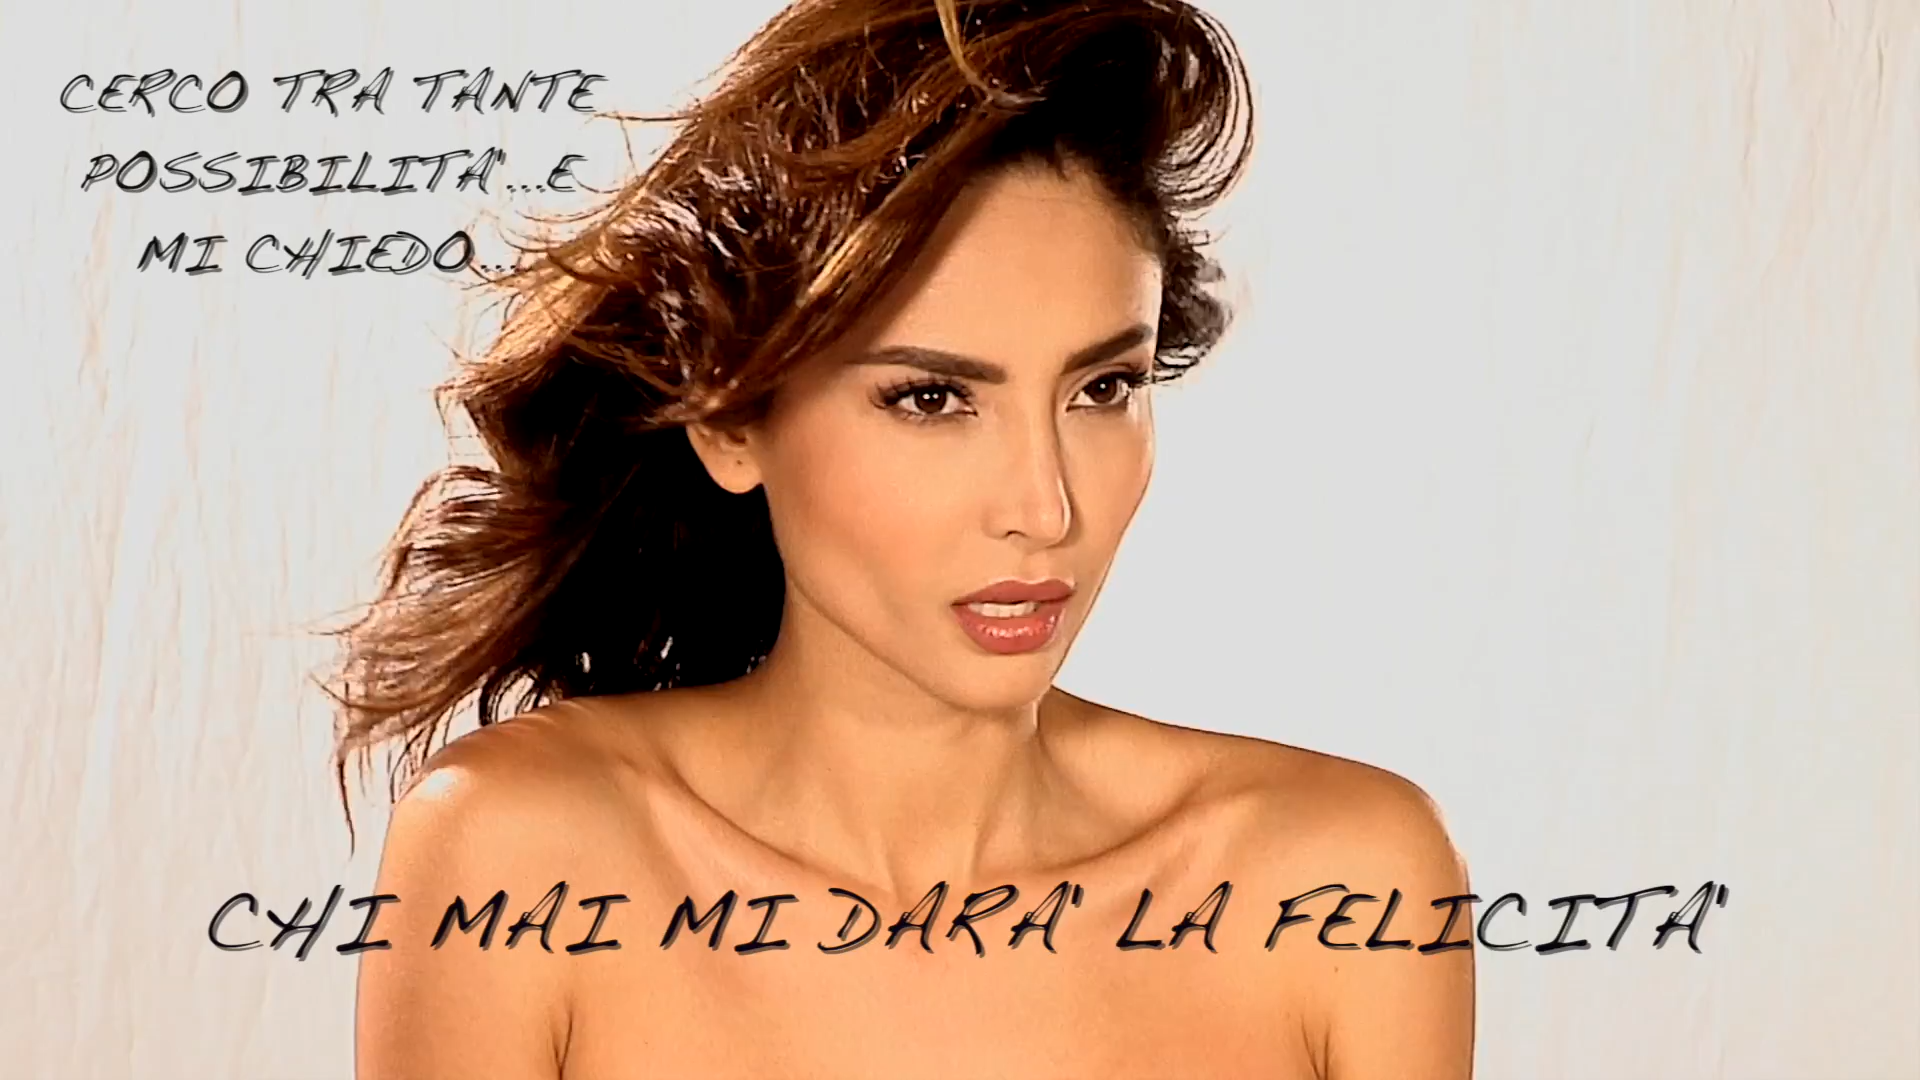 CERCO TRA TANTE
POSSIBILITA'...E
MI CHIEDO...
CHI MAI MI DARA' LA FELICITA'